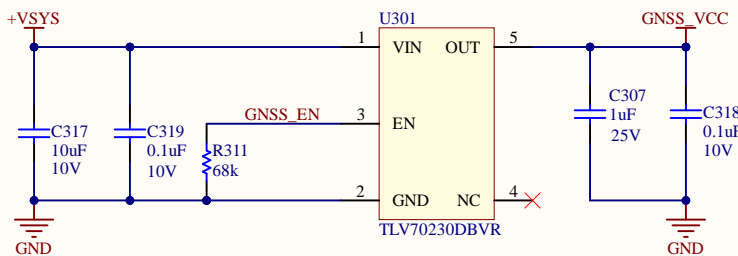 +VSYS
U301
GNSS_VCC
1
VIN
OUT
5
GNSS_EN
3
EN
C317
10uF
10V
C319
0.1uF
10V
R311
68k
C307
1uF
25V
C318
0.1uF
10V
2
GND
NC
4
TLV70230DBVR
GND
GND